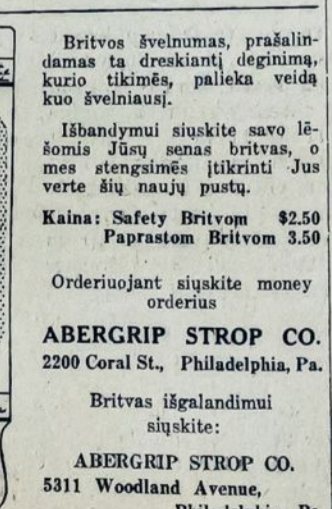 Britvos švelnumas, prašalin-
damas ta dreskiantį deginimą,
kurio tikimės, palieka veidą
kuo švelniausį.
Išbandymui siųskite savo lė-
šomis Jūsų senas britvas, o
mes stengsimės įtikrinti Jus
verte šių naujų pustų.
Kaina: Safety Britvom $2.50
Paprastom Britvom 3.50
Orderiuojant siųskite money
orderius
ABERGRIP STROP CO.
2200 Coral St., Philadelphia, Pa.
Britvas išgalandimui
siųskite:
ABERGRIP STROP CO.
5311 Woodland Avenue,